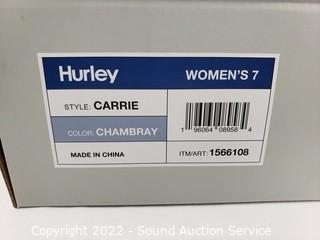 Hurley WOMEN'S 7
STYLE: CARRIE
COLOR: CHAMBRAY
1 96064 08958 4
MADE IN CHINA ITM/ART: 1566108
Copyright 2022 - Sound Auction Service